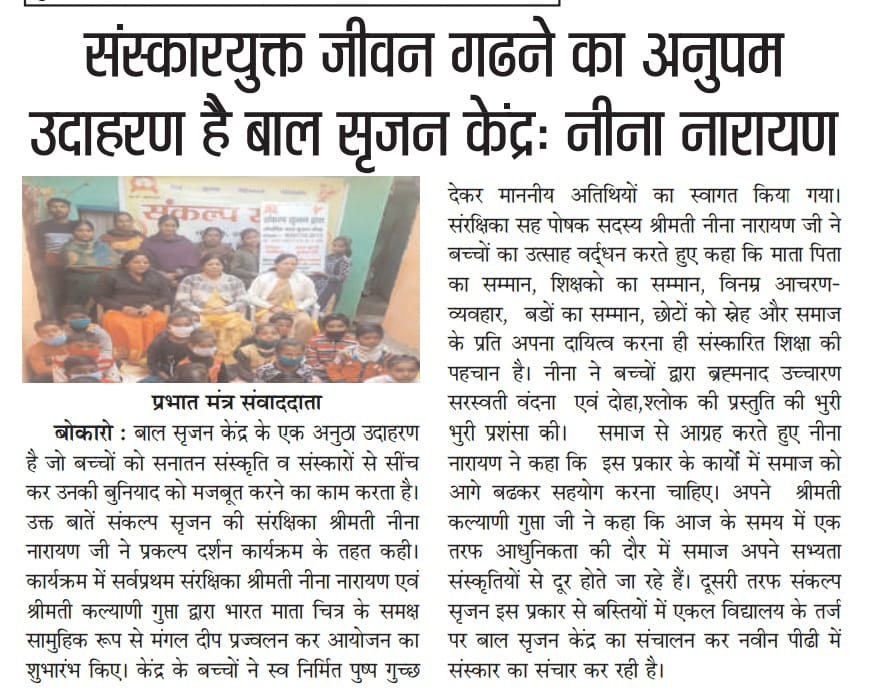 संस्कारयुक्त जीवन गढने का अनुपम
उदाहरण है बाल सृजन केंद्रः नीना नारायण
संकल्प
प्रभात मंत्र संवाददाता
बोकारो : बाल सृजन केंद्र के एक अनुठा उदाहरण
है जो बच्चों को सनातन संस्कृति व संस्कारों से सींच
कर उनकी बुनियाद को मजबूत करने का काम करता है।
उक्त बातें संकल्प सृजन की संरक्षिका श्रीमती नीना
नारायण जी ने प्रकल्प दर्शन कार्यक्रम के तहत कही।
कार्यक्रम में सर्वप्रथम संरक्षिका श्रीमती नीना नारायण एवं
श्रीमती कल्याणी गुप्ता द्वारा भारत माता चित्र के समक्ष
सामुहिक रूप से मंगल दीप प्रज्वलन कर आयोजन का
शुभारंभ किए। केंद्र के बच्चों ने स्व निर्मित पुष्प गुच्छ
देकर माननीय अतिथियों का स्वागत किया गया।
संरक्षिका सह पोषक सदस्य श्रीमती नीना नारायण जी ने
बच्चों का उत्साह वर्द्धन करते हुए कहा कि माता पिता
का सम्मान, शिक्षको का सम्मान, विनम्र आचरण-
व्यवहार, बडों का सम्मान, छोटों को स्नेह और समाज
के प्रति अपना दायित्व करना ही संस्कारित शिक्षा की
पहचान है। नीना ने बच्चों द्वारा ब्रह्मनाद उच्चारण
सरस्वती वंदना एवं दोहा,श्लोक की प्रस्तुति की भुरी
भुरी प्रशंसा की। समाज से आग्रह करते हुए नीना
नारायण ने कहा कि इस प्रकार के कार्यों में समाज को
आगे बढकर सहयोग करना चाहिए। अपने श्रीमती
कल्याणी गुप्ता जी ने कहा कि आज के समय में एक
तरफ आधुनिकता की दौर में समाज अपने सभ्यता
संस्कृतियों से दूर होते जा रहे हैं। दूसरी तरफ संकल्प
सृजन इस प्रकार से बस्तियों में एकल विद्यालय के तर्ज
पर बाल सृजन केंद्र का संचालन कर नवीन पीढी में
संस्कार का संचार कर रही है।